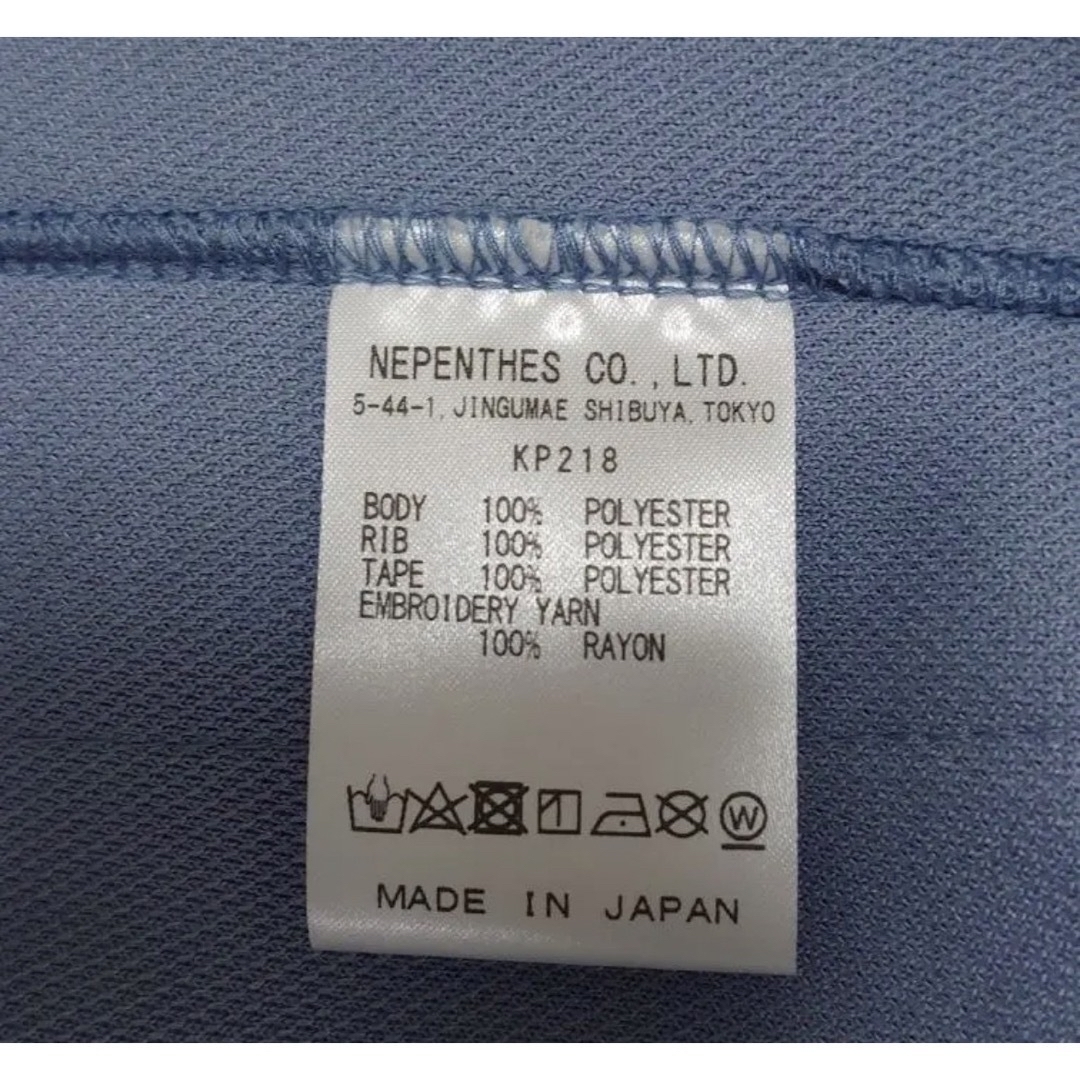 NEPENTHES CO., LTD.
5-44-1, JINGUMAE SHIBUYA, TOKYO
KP218
BODY 100% POLYESTER
RIB 100% POLYESTER
TAPE 100% POLYESTER
EMBROIDERY YARN
100% RAYON
W
MADE IN JAPAN